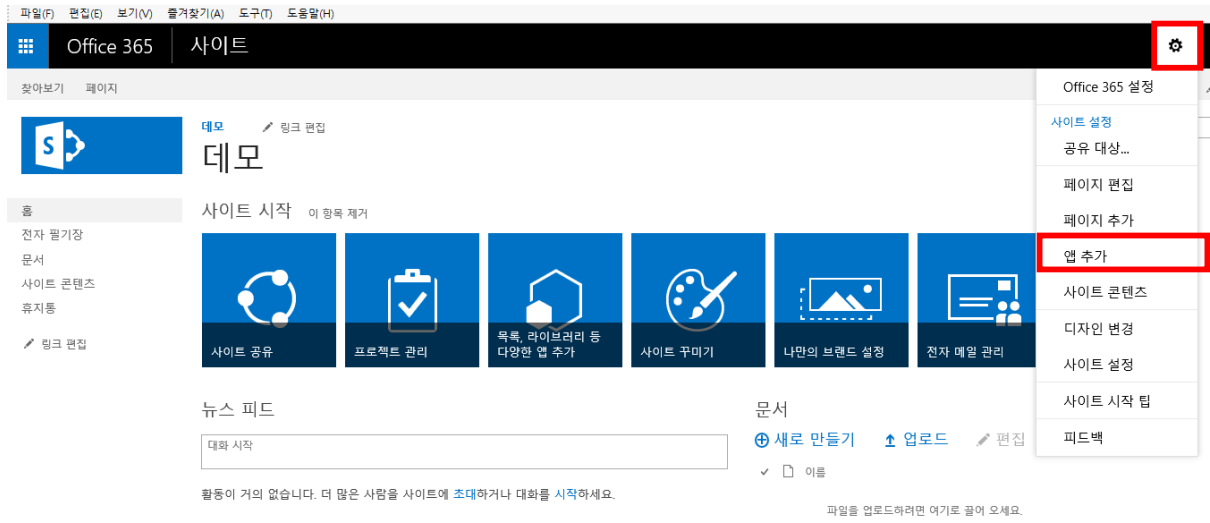 파일(F) 편집(E) 보기(V) 즐겨찾기(A) 도구(T) 도움말(H)
Office 365 사이트
찾아보기 페이지
데모 링크 편집
데모
홈
전자 필기장
문서
사이트 콘텐츠
휴지통
링크 편집
사이트 시작 이 항목 제거
사이트 공유
프로젝트 관리
목록, 라이브러리 등
다양한 앱 추가
사이트 꾸미기
나만의 브랜드 설정
전자 메일 관리
뉴스 피드
대화 시작
활동이 거의 없습니다. 더 많은 사람을 사이트에 초대하거나 대화를 시작하세요.
문서
새로 만들기 업로드 편집
이름
파일을 업로드하려면 여기로 끌어 오세요.
Office 365 설정
사이트 설정
공유 대상...
페이지 편집
페이지 추가
앱 추가
사이트 콘텐츠
디자인 변경
사이트 설정
사이트 시작 팁
피드백